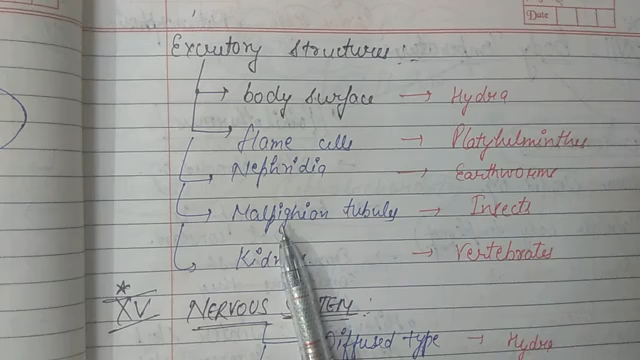 Date
Excretory structures:-
→ body surface → Hydra
→ flame cells → Platyhelminthes
→ Nephridia → Earthworms
→ Malpighian tubules → Insects
→ → Vertebrates
* XV NERVOUS :
Diffused type → Hydra